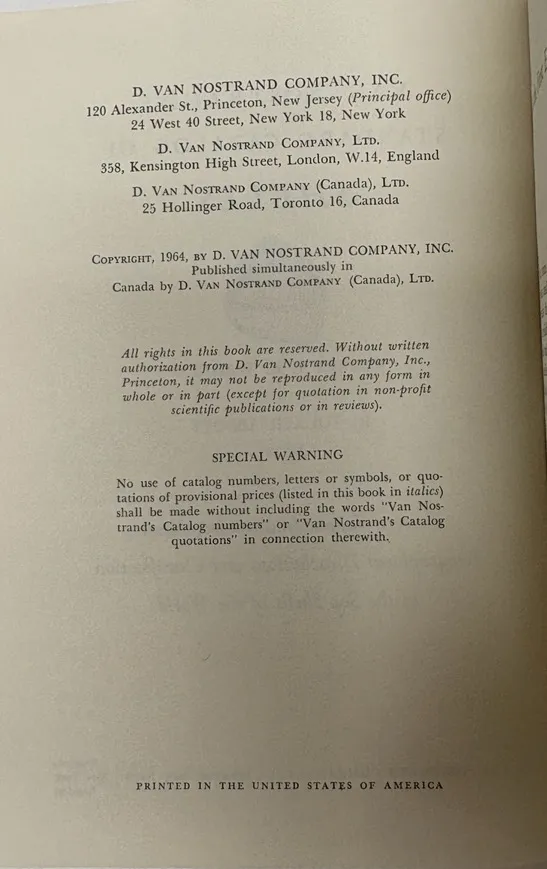 D. VAN NOSTRAND COMPANY, INC.
120 Alexander St., Princeton, New Jersey (Principal office)
24 West 40 Street, New York 18, New York
D. VAN NOSTRAND COMPANY, LTD.
358, Kensington High Street, London, W.14, England
D. VAN NOSTRAND COMPANY (Canada), LTD.
25 Hollinger Road, Toronto 16, Canada
COPYRIGHT, 1964, BY D. VAN NOSTRAND COMPANY, INC.
Published simultaneously in
Canada by D. VAN NOSTRAND COMPANY (Canada), LTD.
All rights in this book are reserved. Without written
authorization from D. Van Nostrand Company, Inc.,
Princeton, it may not be reproduced in any form in
whole or in part (except for quotation in non-profit
scientific publications or in reviews).
SPECIAL WARNING
No use of catalog numbers, letters or symbols, or quo-
tations of provisional prices (listed in this book in italics)
shall be made without including the words "Van Nos-
trand's Catalog numbers" or "Van Nostrand's Catalog
quotations" in connection therewith.
PRINTED IN THE UNITED STATES OF AMERICA